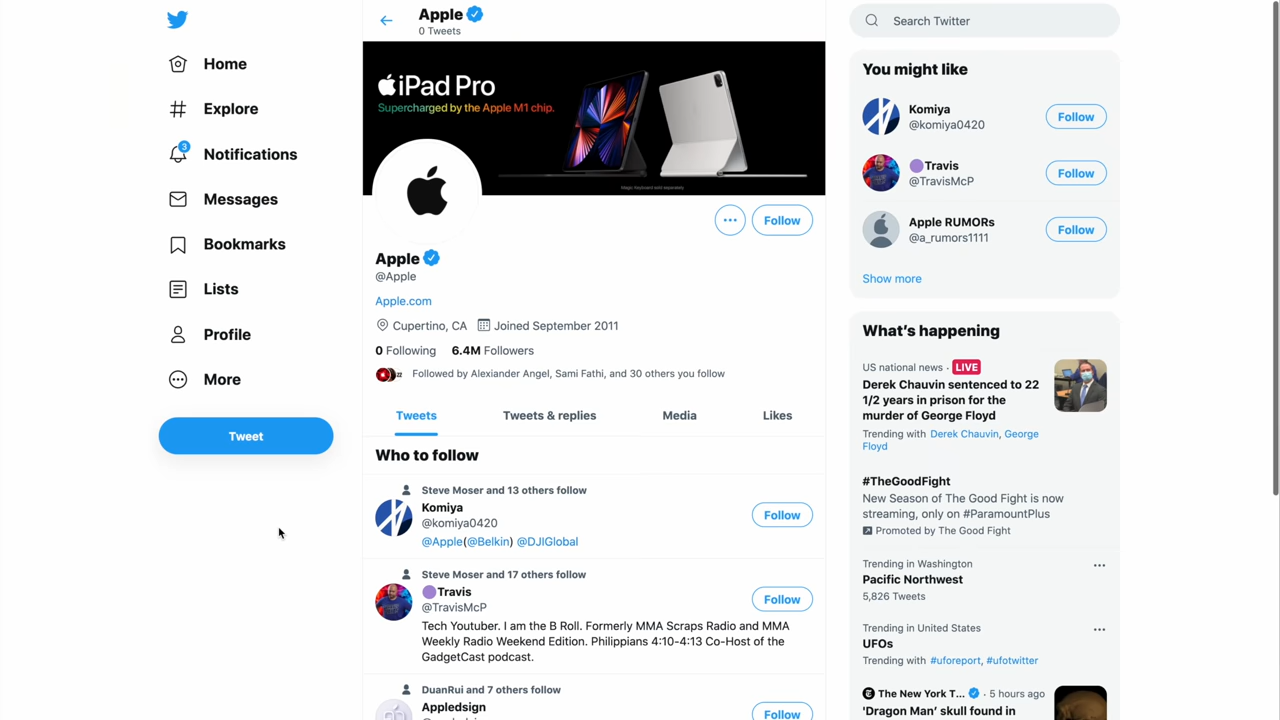 Home
Explore
3
Notifications
Messages
Bookmarks
Lists
Profile
More
Tweet
Apple
0 Tweets
iPad Pro
Supercharged by the Apple M1 chip.
Magic Keyboard sold separately.
Follow
Apple
@Apple
Apple.com
Cupertino, CA Joined September 2011
0 Following 6.4M Followers
Followed by Alexiander Angel, Sami Fathi, and 30 others you follow
Tweets Tweets & replies Media Likes
Who to follow
Steve Moser and 13 others follow
Komiya
@komiya0420
@Apple(@Belkin) @DJIGlobal
Follow
Steve Moser and 17 others follow
Travis
@TravisMcP
Follow
Tech Youtuber. I am the B Roll. Formerly MMA Scraps Radio and MMA
Weekly Radio Weekend Edition. Philippians 4:10-4:13 Co-Host of the
GadgetCast podcast.
DuanRui and 7 others follow
Appledsign
Follow
Search Twitter
You might like
Komiya
@komiya0420
Follow
Travis
@TravisMcP
Follow
Apple RUMORs
@a_rumors1111
Follow
Show more
What's happening
US national news · LIVE
Derek Chauvin sentenced to 22
1/2 years in prison for the
murder of George Floyd
Trending with Derek Chauvin, George
Floyd
#TheGoodFight
New Season of The Good Fight is now
streaming, only on #ParamountPlus
Promoted by The Good Fight
Trending in Washington
Pacific Northwest
5,826 Tweets
Trending in United States
UFOs
Trending with #uforeport, #ufotwitter
The New York T... · 5 hours ago
'Dragon Man' skull found in